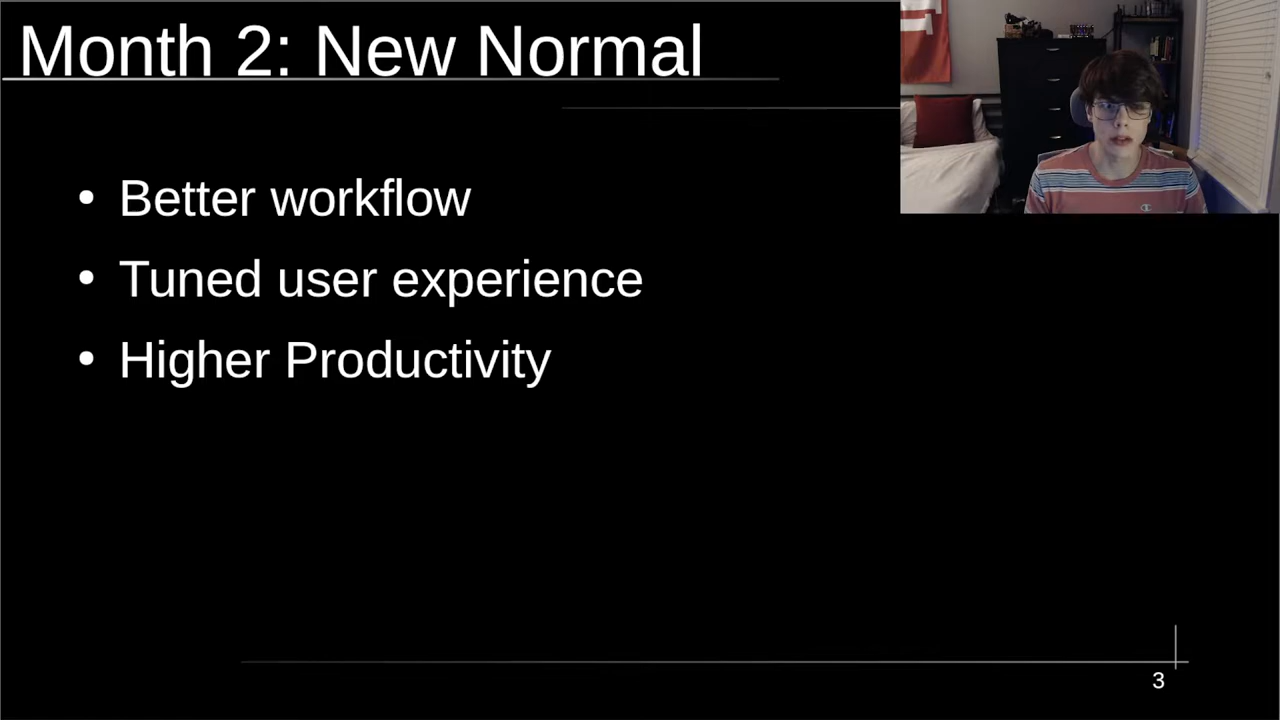 Month 2: New Normal
• Better workflow
• Tuned user experience
• Higher Productivity
3